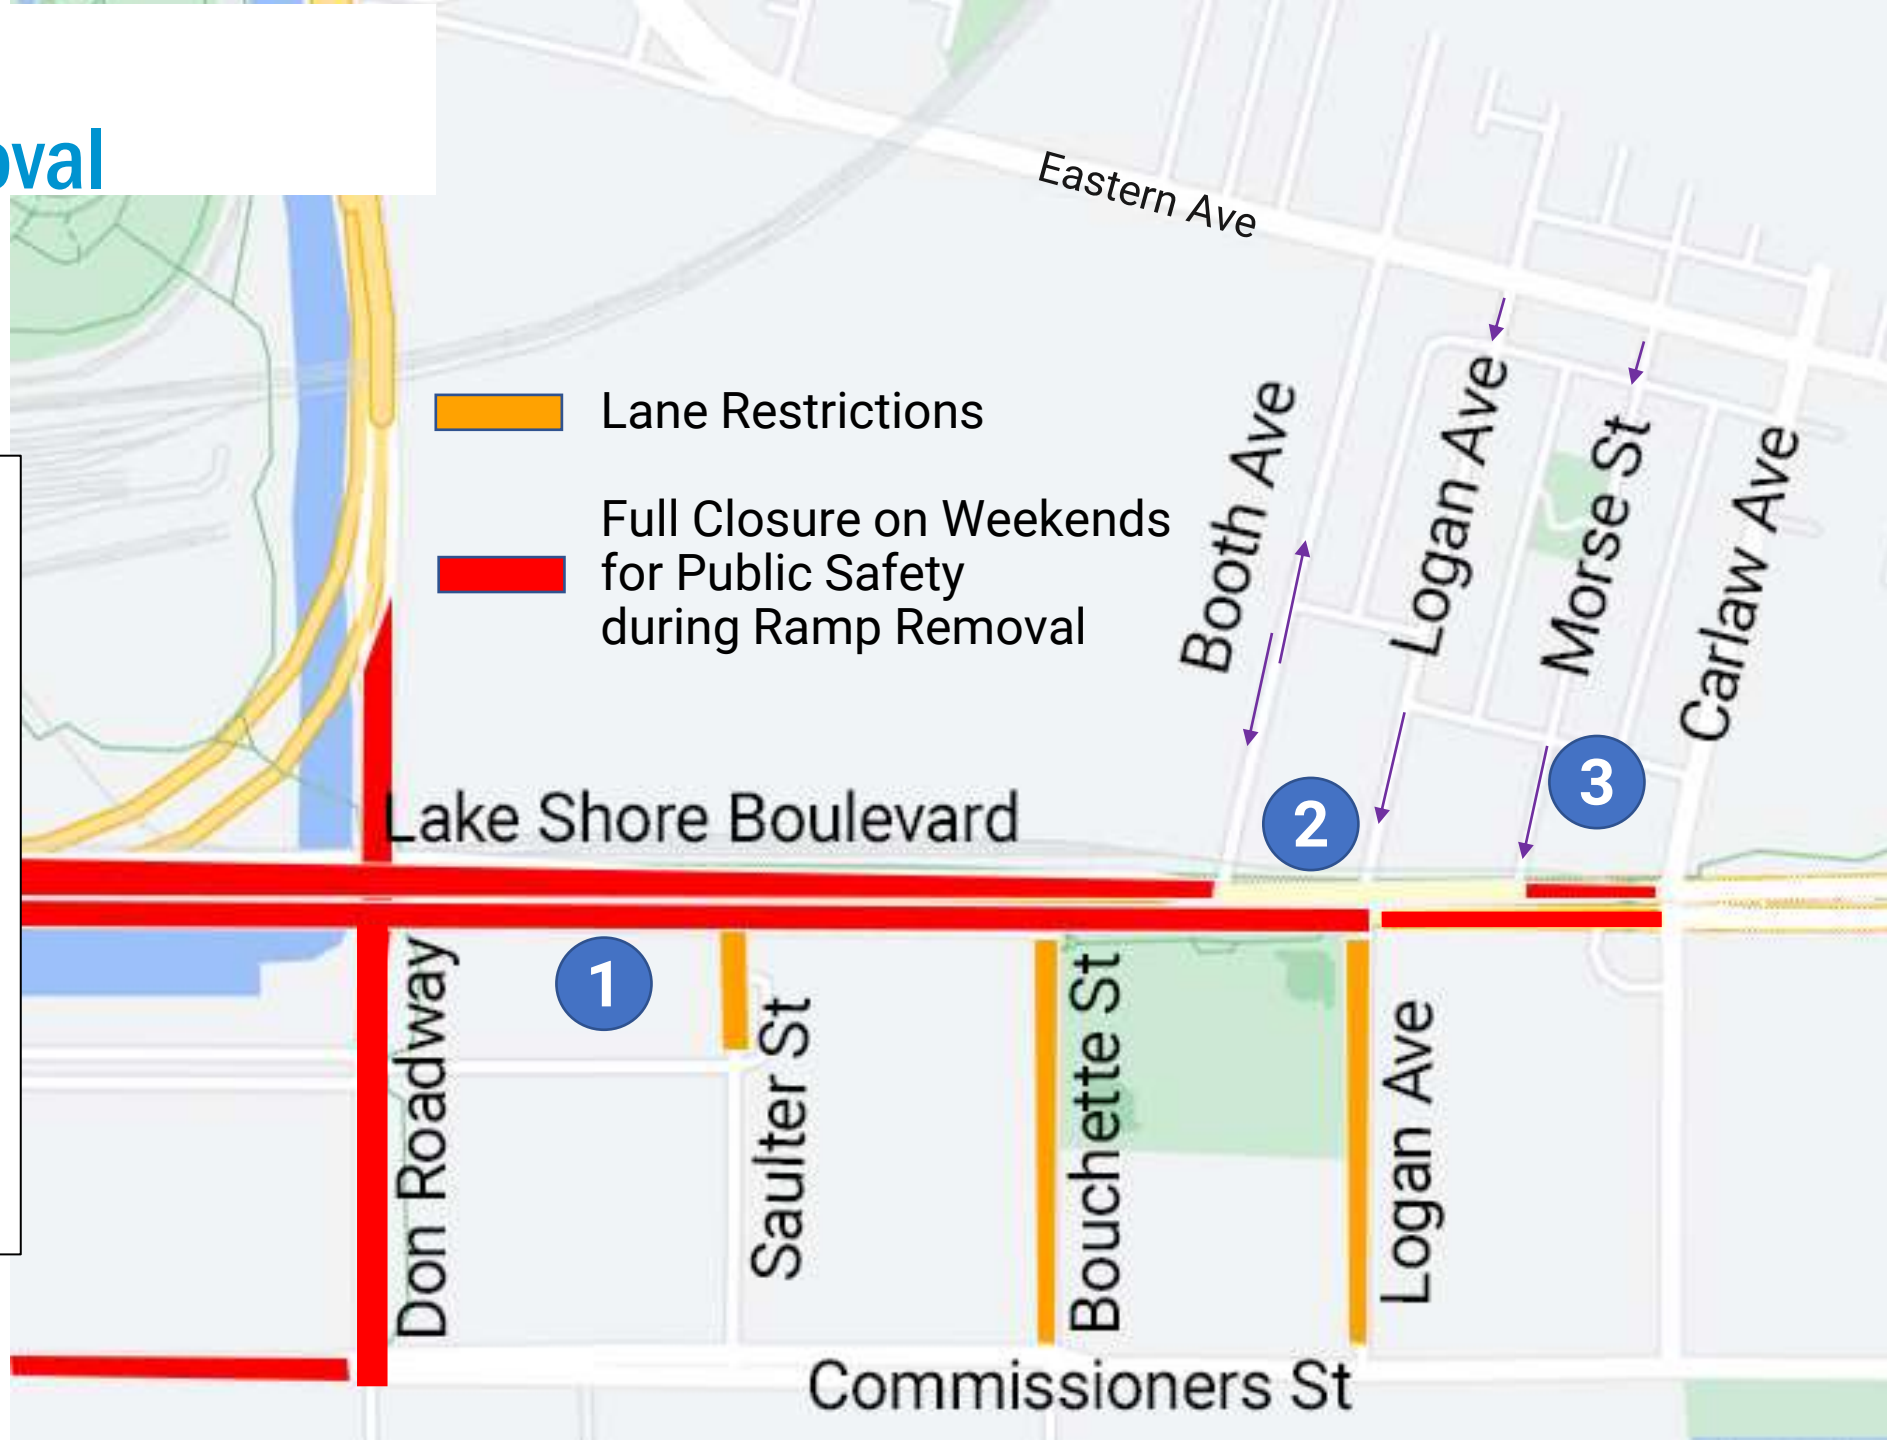 oval
Eastern Ave
Lane Restrictions
Full Closure on Weekends
for Public Safety
during Ramp Removal
Booth Ave
Logan Ave
Morse St
Carlaw Ave
Lake Shore Boulevard
2
3
1
Don Roadway
Saulter St
Bouchette St
Logan Ave
Commissioners St